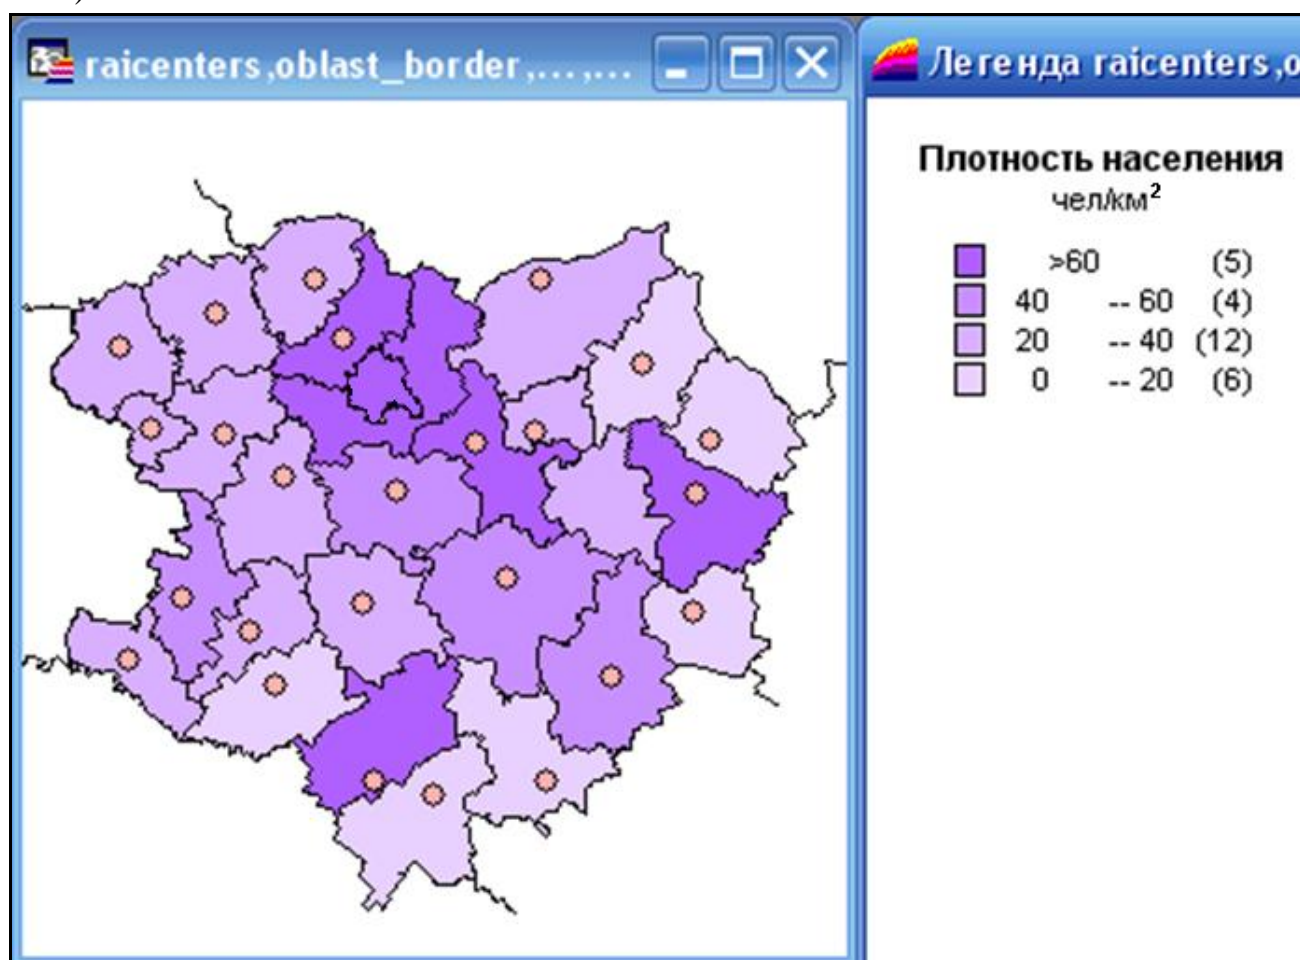 raicenters,oblast_border,...,...
Легенда raicenters,o
Плотность населения
чел/км²
>60 (5)
40 -- 60 (4)
20 -- 40 (12)
0 -- 20 (6)